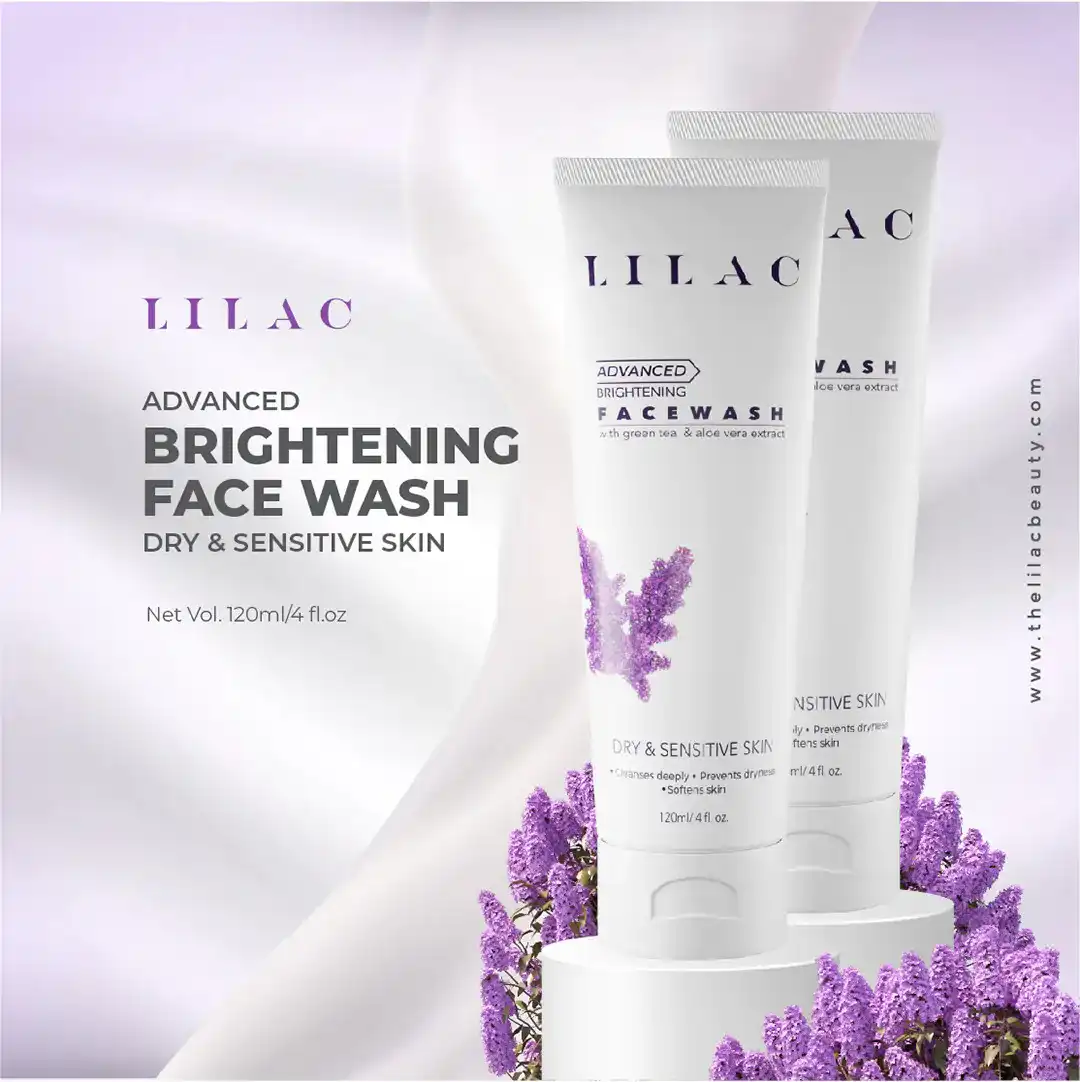 LILAC
ADVANCED
BRIGHTENING
FACE WASH
DRY & SENSITIVE SKIN
Net Vol. 120ml/4 fl.oz
LILAC
ADVANCED
BRIGHTENING
FACEWASH
with green tea & aloe vera extract
DRY & SENSITIVE SKIN
• Cleanses deeply • Prevents dryness
• Softens skin
120ml/4 fl. oz.
AC
WASH
aloe vera extract
NSITIVE SKIN
ly • Prevents dryness
ftens skin
ml/4 fl. oz.
www.thelilacbeauty.com